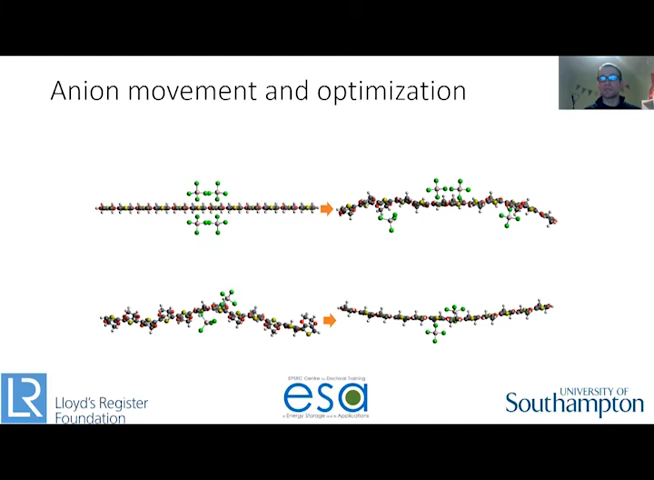 Anion movement and optimization
LR
Lloyd's Register
Foundation
EPSRC Centre for Doctoral Training
esa
in Energy Storage and its Applications
UNIVERSITY OF
Southampton